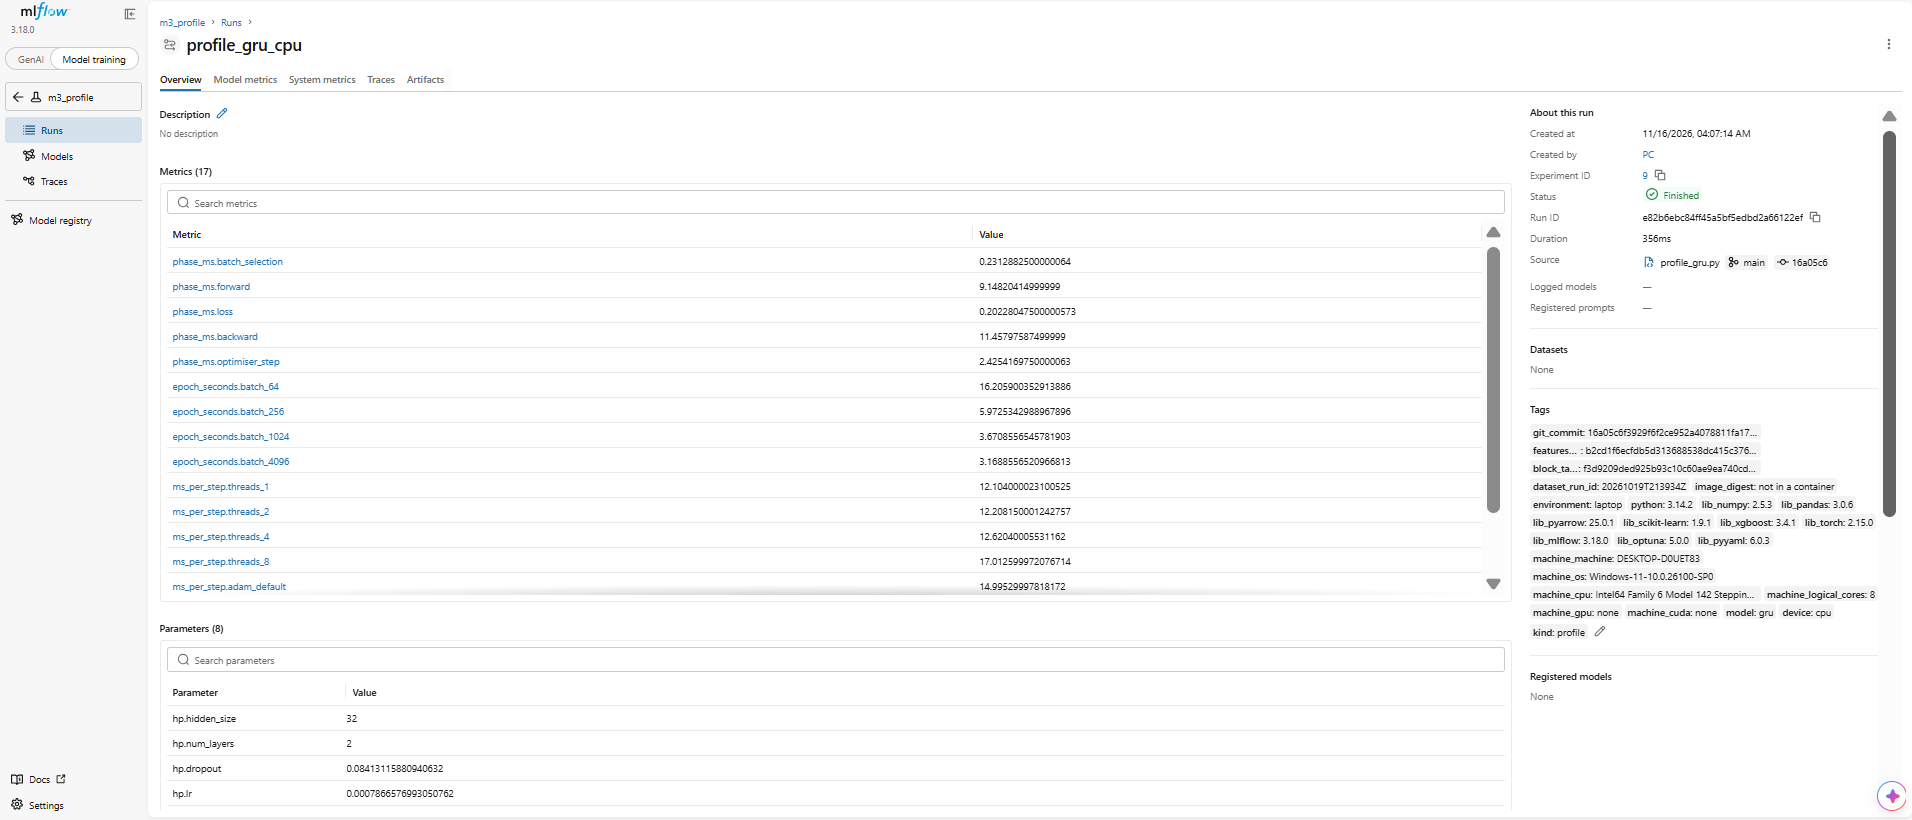 mlflow
3.18.0
GenAI Model training
m3_profile
Runs
Models
Traces
Model registry
Docs
Settings
m3_profile > Runs >
profile_gru_cpu
Overview Model metrics System metrics Traces Artifacts
Description
No description
Metrics (17)
Search metrics
Metric Value
phase_ms.batch_selection 0.2312882500000064
phase_ms.forward 9.14820414999999
phase_ms.loss 0.20228047500000573
phase_ms.backward 11.45797587499999
phase_ms.optimiser_step 2.4254169750000063
epoch_seconds.batch_64 16.205900352913886
epoch_seconds.batch_256 5.9725342988967896
epoch_seconds.batch_1024 3.6708556545781903
epoch_seconds.batch_4096 3.1688556520966813
ms_per_step.threads_1 12.104000023100525
ms_per_step.threads_2 12.208150001242757
ms_per_step.threads_4 12.62040005531162
ms_per_step.threads_8 17.012599972076714
ms_per_step.adam_default 14.99529997818172
Parameters (8)
Search parameters
Parameter Value
hp.hidden_size 32
hp.num_layers 2
hp.dropout 0.08413115880940632
hp.lr 0.0007866576993050762
About this run
Created at 11/16/2026, 04:07:14 AM
Created by PC
Experiment ID 9
Status Finished
Run ID e82b6ebc84ff45a5bf5edbd2a66122ef
Duration 356ms
Source profile_gru.py main 16a05c6
Logged models —
Registered prompts —
Datasets
None
Tags
git_commit: 16a05c6f3929f6f2ce952a4078811fa17...
features... : b2cd1f6ecfdb5d313688538dc415c376...
block_ta...: f3d9209ded925b93c10c60ae9ea740cd...
dataset_run_id: 20261019T213934Z image_digest: not in a container
environment: laptop python: 3.14.2 lib_numpy: 2.5.3 lib_pandas: 3.0.6
lib_pyarrow: 25.0.1 lib_scikit-learn: 1.9.1 lib_xgboost: 3.4.1 lib_torch: 2.15.0
lib_mlflow: 3.18.0 lib_optuna: 5.0.0 lib_pyyaml: 6.0.3
machine_machine: DESKTOP-D0UET83
machine_os: Windows-11-10.0.26100-SP0
machine_cpu: Intel64 Family 6 Model 142 Steppin... machine_logical_cores: 8
machine_gpu: none machine_cuda: none model: gru device: cpu
kind: profile
Registered models
None